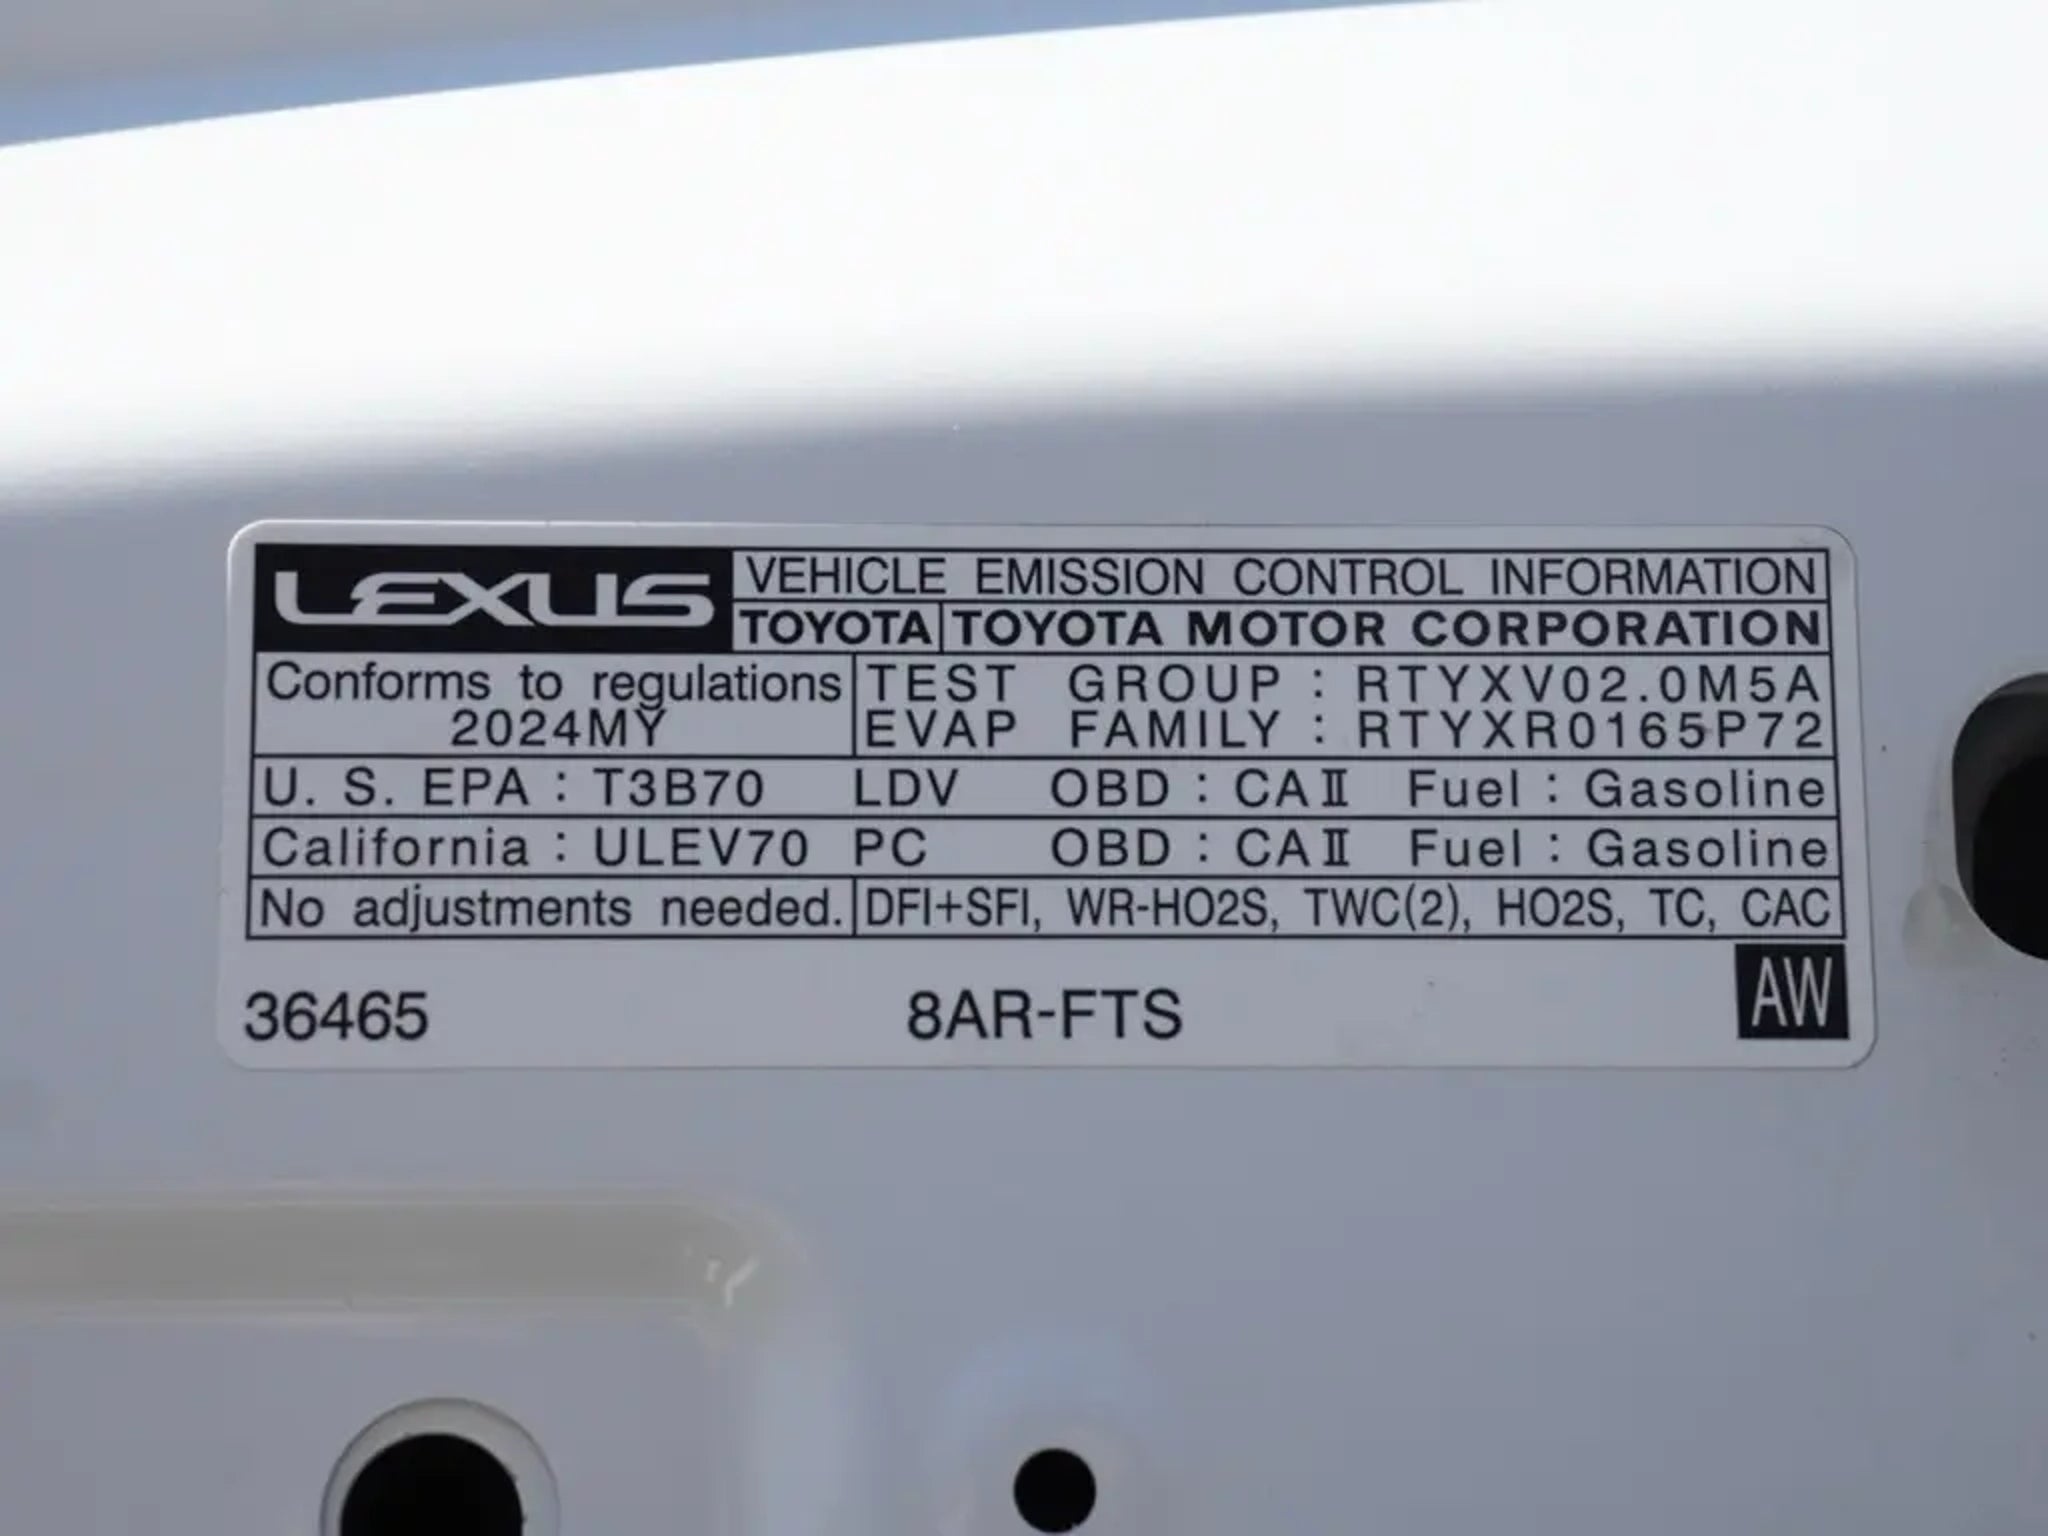 LEXUS VEHICLE EMISSION CONTROL INFORMATION
TOYOTA TOYOTA MOTOR CORPORATION
Conforms to regulations TEST GROUP : RTYXV02.0M5A
2024MY EVAP FAMILY : RTYXR0165P72
U. S. EPA : T3B70 LDV OBD : CAⅡ Fuel : Gasoline
California : ULEV70 PC OBD : CAⅡ Fuel : Gasoline
No adjustments needed. DFI+SFI, WR-HO2S, TWC(2), HO2S, TC, CAC
36465 8AR-FTS AW